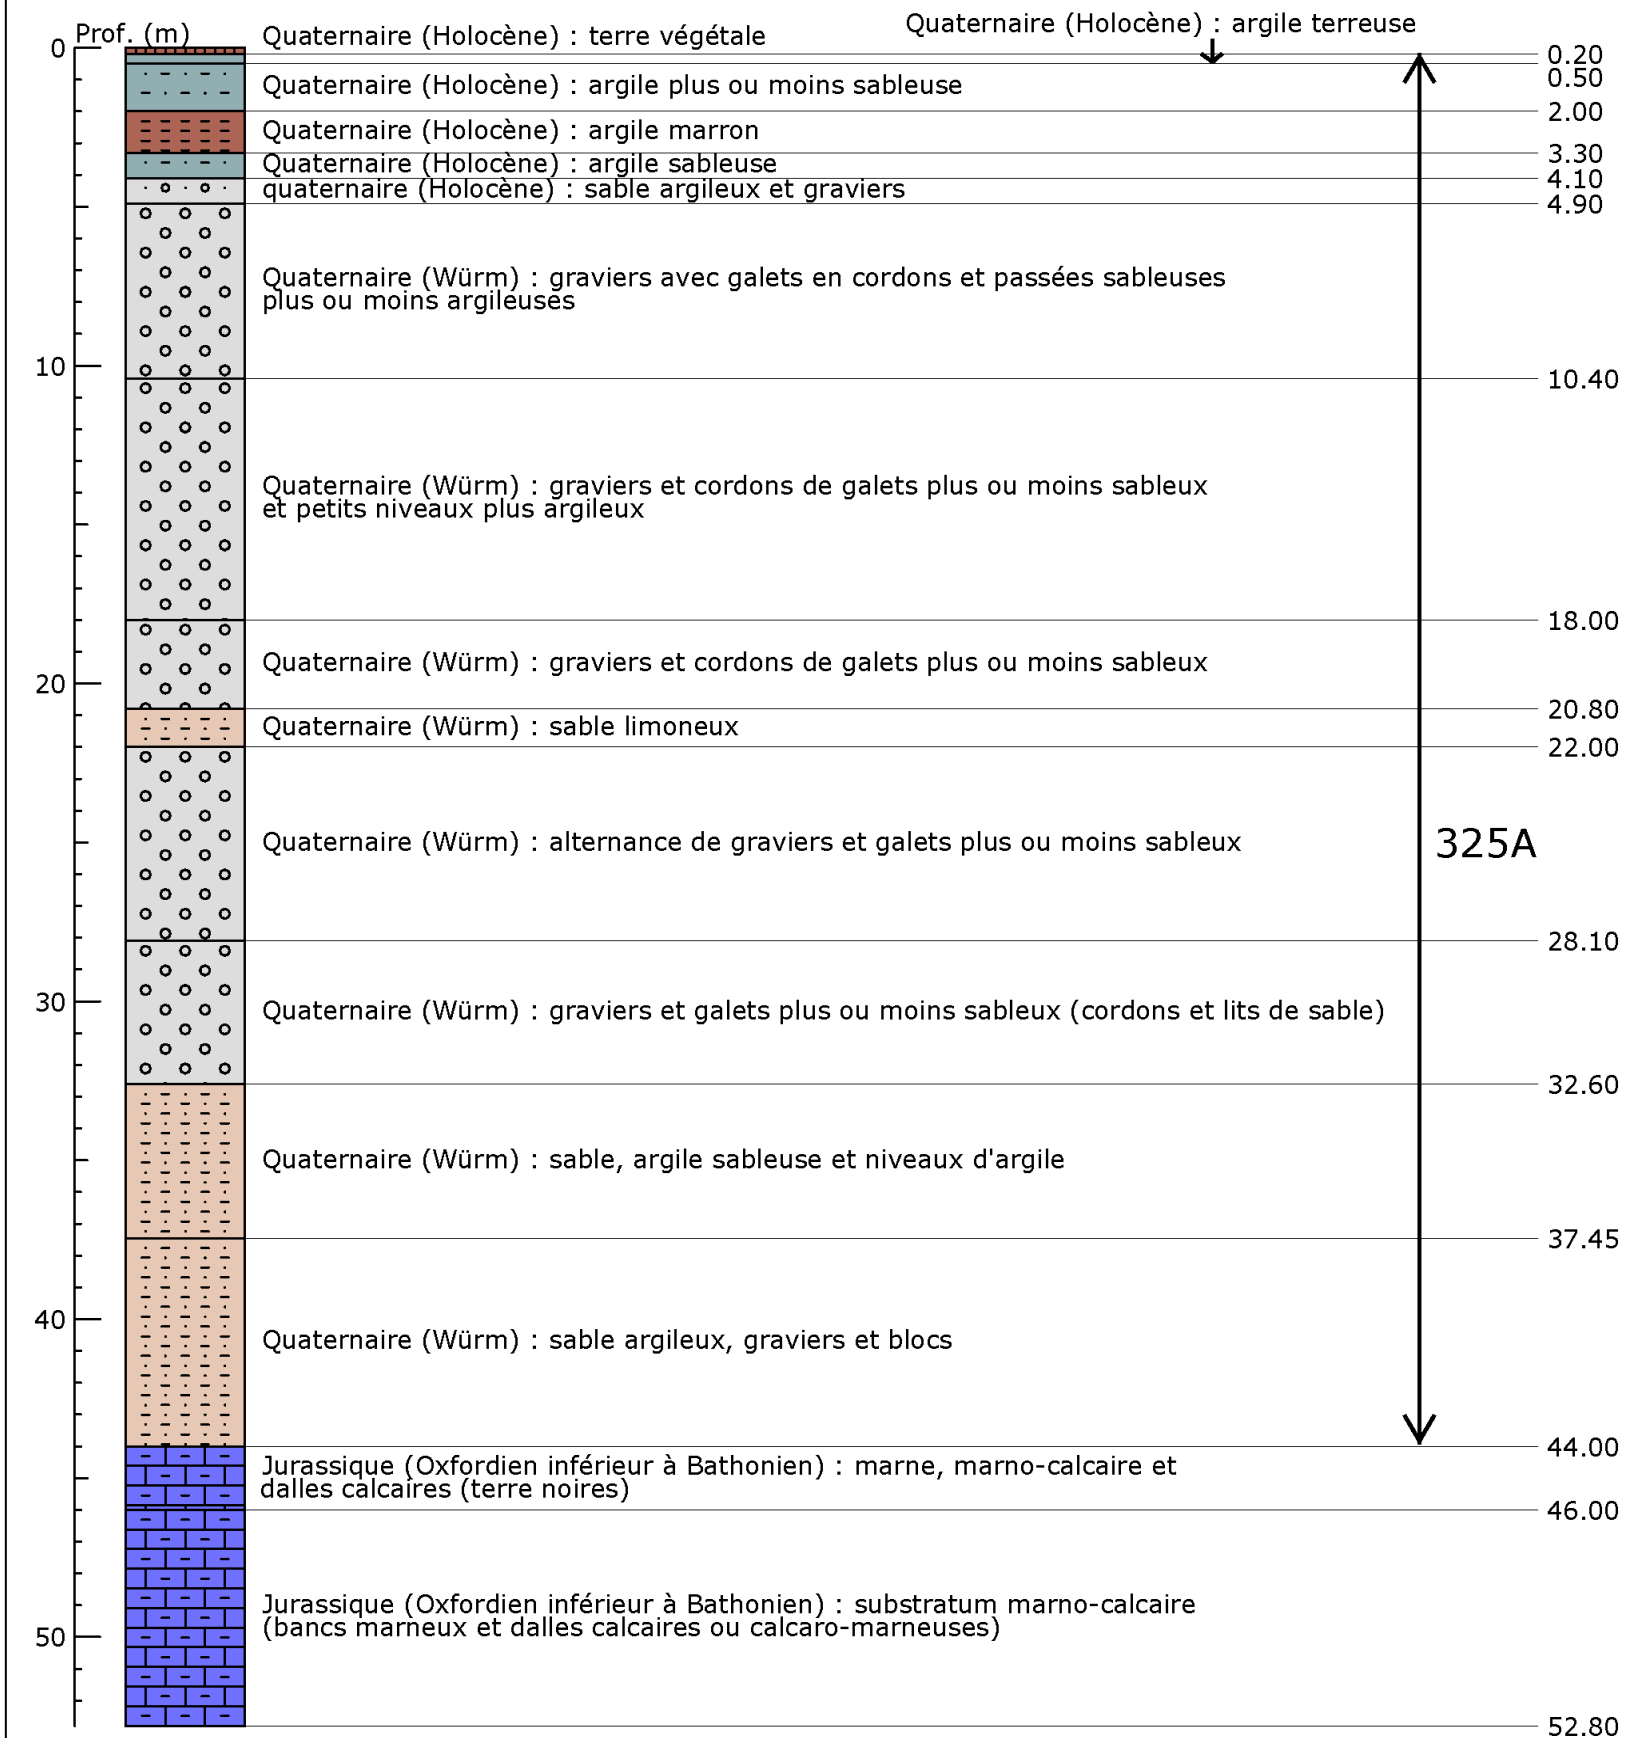 Prof. (m)
Quaternaire (Holocène) : terre végétale
Quaternaire (Holocène) : argile terreuse
0
0.20
0.50
Quaternaire (Holocène) : argile plus ou moins sableuse
2.00
Quaternaire (Holocène) : argile marron
3.30
Quaternaire (Holocène) : argile sableuse
4.10
quaternaire (Holocène) : sable argileux et graviers
4.90
Quaternaire (Würm) : graviers avec galets en cordons et passées sableuses
plus ou moins argileuses
10
10.40
Quaternaire (Würm) : graviers et cordons de galets plus ou moins sableux
et petits niveaux plus argileux
18.00
Quaternaire (Würm) : graviers et cordons de galets plus ou moins sableux
20
20.80
Quaternaire (Würm) : sable limoneux
22.00
Quaternaire (Würm) : alternance de graviers et galets plus ou moins sableux
325A
28.10
30
Quaternaire (Würm) : graviers et galets plus ou moins sableux (cordons et lits de sable)
32.60
Quaternaire (Würm) : sable, argile sableuse et niveaux d'argile
37.45
40
Quaternaire (Würm) : sable argileux, graviers et blocs
44.00
Jurassique (Oxfordien inférieur à Bathonien) : marne, marno-calcaire et
dalles calcaires (terre noires)
46.00
Jurassique (Oxfordien inférieur à Bathonien) : substratum marno-calcaire
(bancs marneux et dalles calcaires ou calcaro-marneuses)
50
52.80